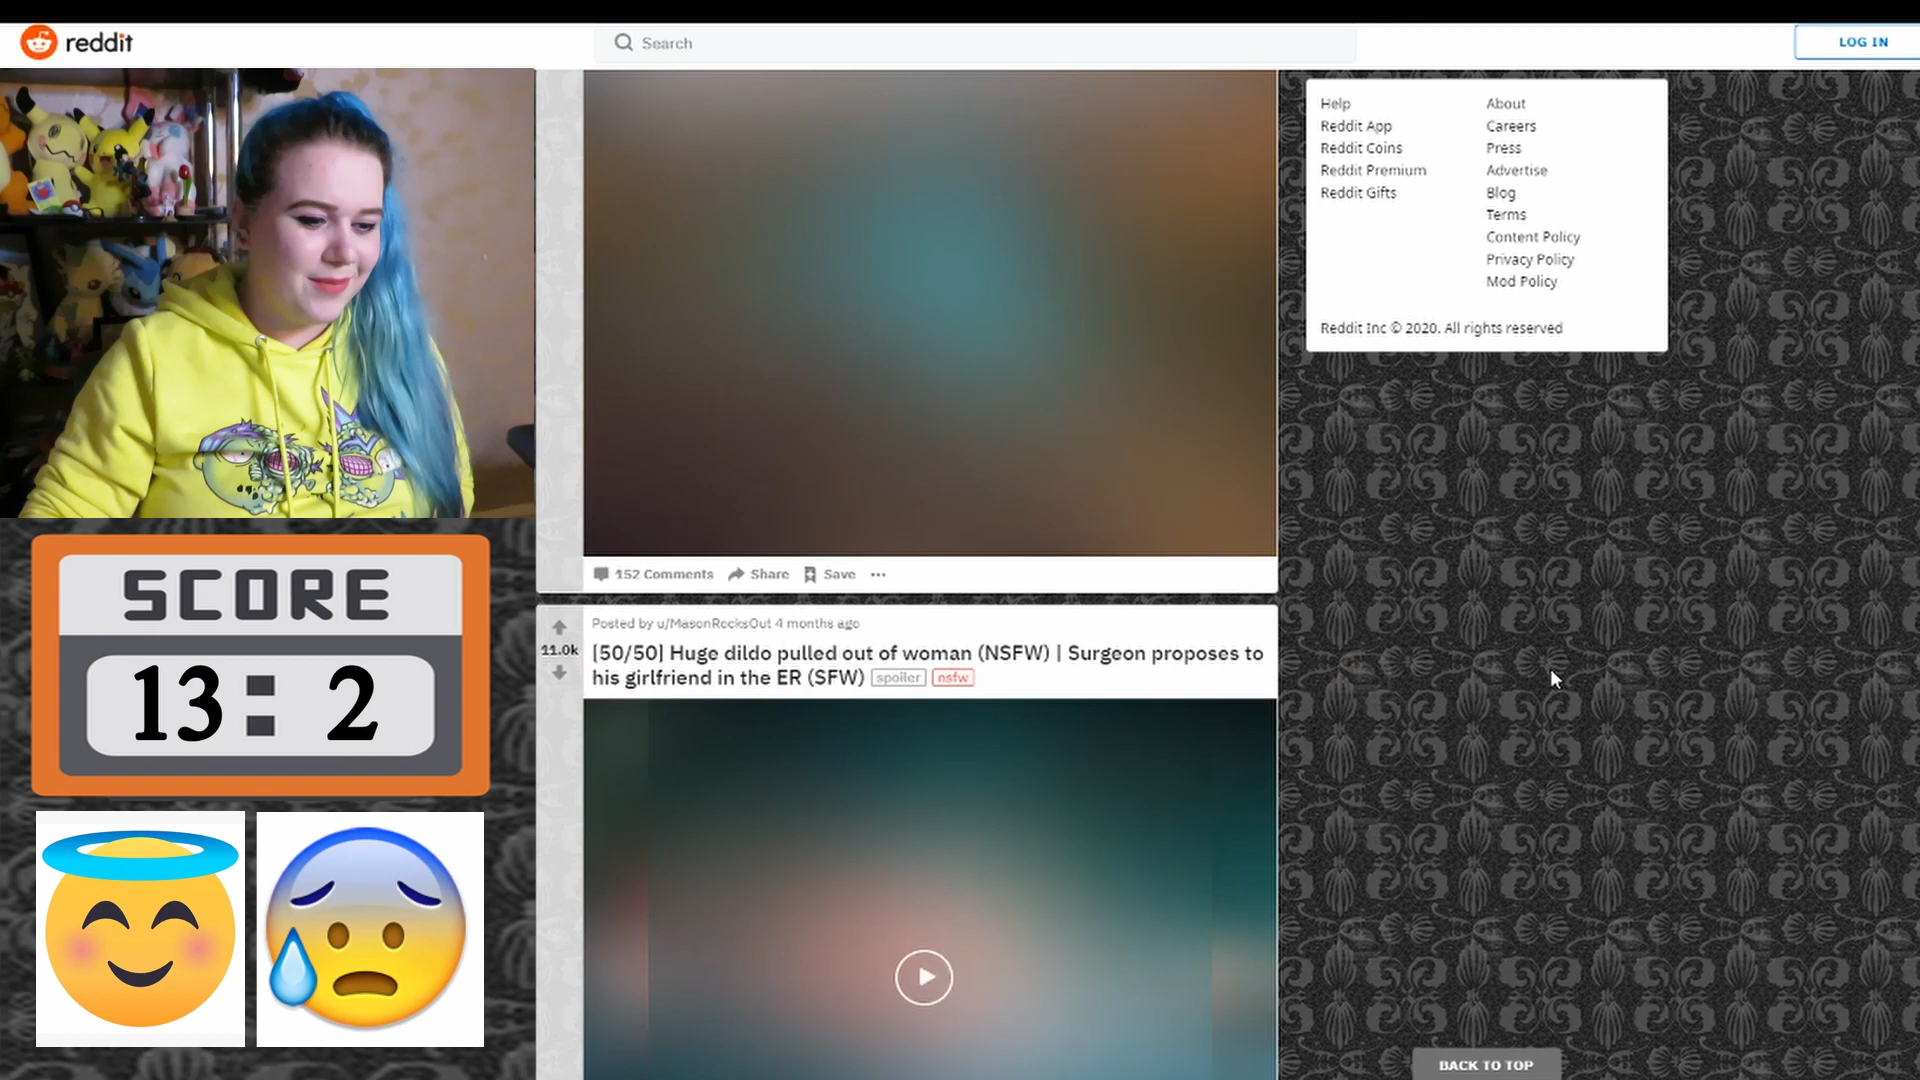 reddit
Search
LOG IN
Help
About
Reddit App
Careers
Reddit Coins
Press
Reddit Premium
Advertise
Reddit Gifts
Blog
Terms
Content Policy
Privacy Policy
Mod Policy
Reddit Inc © 2020. All rights reserved
152 Comments Share Save
Posted by u/MasonRocksOut 4 months ago
11.0k
[50/50] Huge dildo pulled out of woman (NSFW) | Surgeon proposes to
his girlfriend in the ER (SFW) spoiler nsfw
SCORE
13: 2
BACK TO TOP